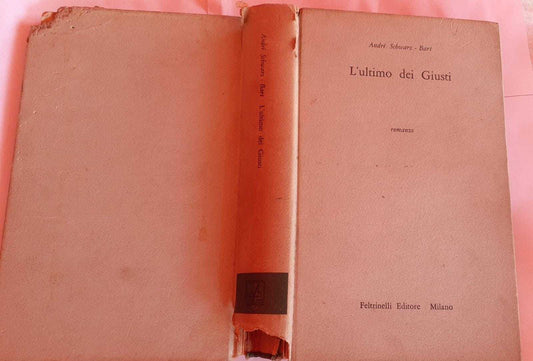 André Schwarz - Bart L'ultimo dei Giusti
André Schwarz - Bart
L'ultimo dei Giusti
romanzo
Feltrinelli Editore Milano